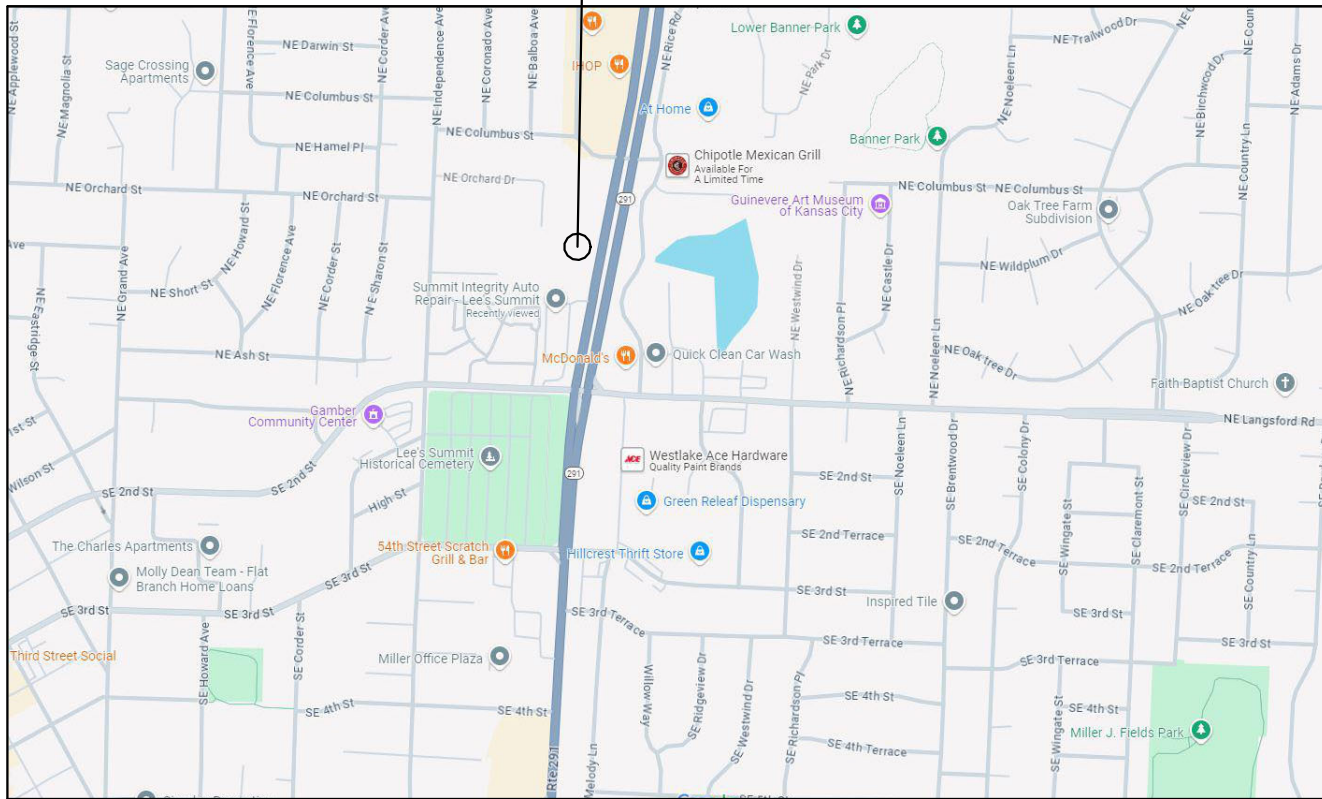 NE Applewood St
NE Magnolia St
E Florence Ave
NE Darwin St
NE Corder Ave
NE Independence Ave
NE Coronado Ave
NE Balboa Ave
IHOP
NE Rice Rd
Lower Banner Park
NE Park Dr
NE Trailwood Dr
NE Noeleen Ln
NE Birchwood Dr
NE Country Ln
NE Adams Dr
Sage Crossing
Apartments
NE Columbus St
At Home
Banner Park
NE Columbus St
NE Hamel Pl
Chipotle Mexican Grill
Available For
A Limited Time
NE Orchard Dr
NE Orchard St
NE Orchard St
291
Guinevere Art Museum
of Kansas City
NE Columbus St
NE Columbus St
Oak Tree Farm
Subdivision
Ave
NE Grand Ave
NE Howard St
NE Florence Ave
NE Corder St
NE Sharon St
NE Short St
Summit Integrity Auto
Repair - Lee's Summit
Recently viewed
NE Westwind Dr
NE Castle Dr
NE Richardson Pl
NE Wildplum Dr
NE Oak tree Dr
NE Eastridge St
NE Ash St
McDonald's
Quick Clean Car Wash
NE Noeleen Ln
NE Oak tree Dr
Faith Baptist Church
Gamber
Community Center
NE Langsford Rd
1st St
Wilson St
Lee's Summit
Historical Cemetery
291
Westlake Ace Hardware
Quality Paint Brands
ACE
SE 2nd St
SE 2nd St
High St
Green Releaf Dispensary
SE 2nd St
SE Noeleen Ln
SE Brentwood Dr
SE Colony Dr
SE Wingate St
SE Claremont St
SE Circleview Dr
SE 2nd St
SE Country Ln
The Charles Apartments
54th Street Scratch
Grill & Bar
Hillcrest Thrift Store
SE 2nd Terrace
SE 2nd Terrace
SE 2nd Terrace
Molly Dean Team - Flat
Branch Home Loans
SE 3rd St
SE 3rd St
SE 3rd St
SE 3rd St
Inspired Tile
SE 3rd Terrace
SE 3rd St
SE 3rd Terrace
SE 3rd St
SE 3rd Terrace
Third Street Social
SE Howard Ave
SE Corder St
Miller Office Plaza
Willow Way
SE Ridgeview Dr
SE Westwind Dr
SE Richardson Pl
SE 4th St
SE 4th St
SE 4th St
SE 4th St
SE 4th Terrace
SE Wingate St
Miller J. Fields Park
Rte 291
Melody Ln